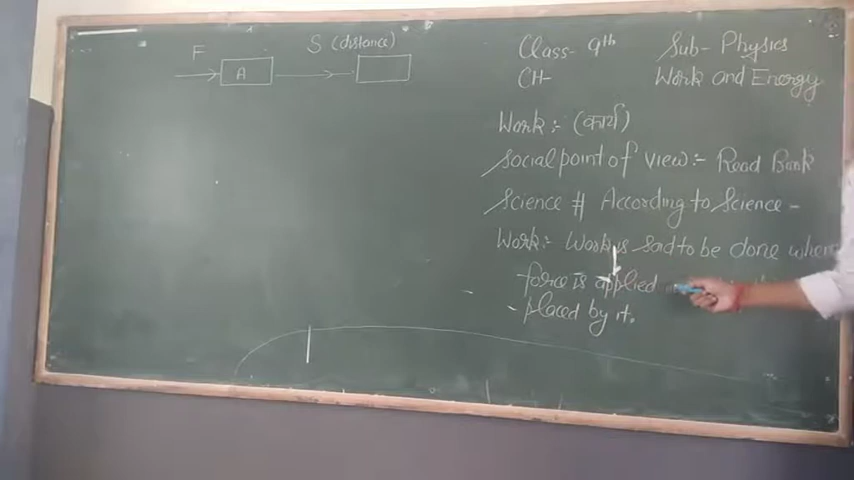 F
S (distance)
A
Class- 9th Sub- Physics
CH- Work and Energy
Work:- (कार्य)
Social point of view:- Read Book
Science # According to Science -
Work:- Work is said to be done when
force is applied
placed by it.